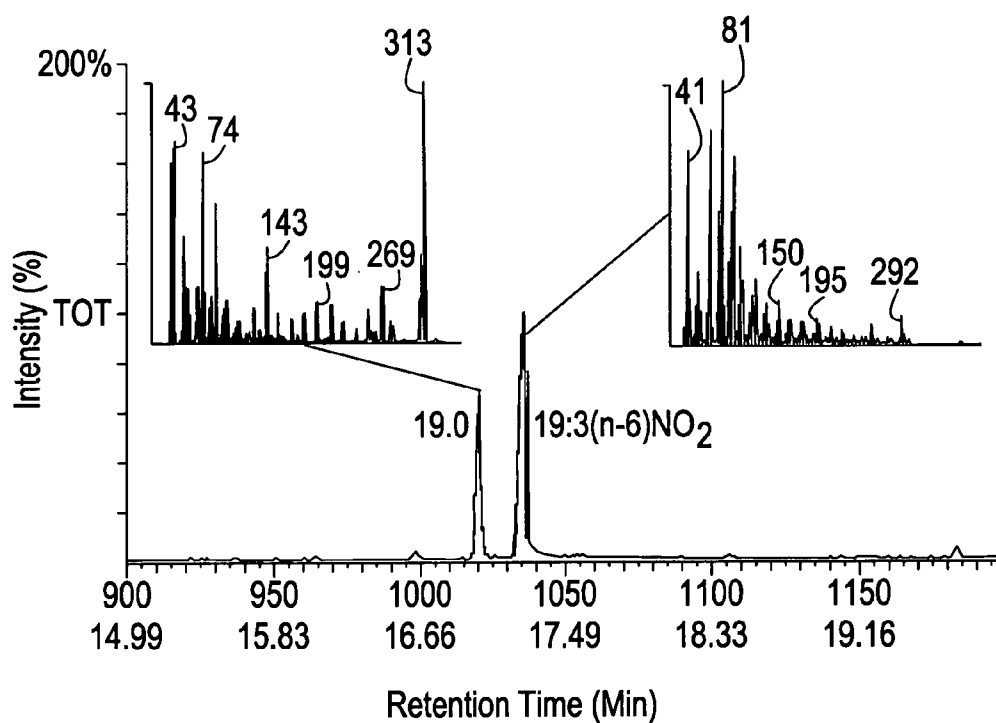 313
81
200%
43
74
41
143
199
269
150
195
292
Intensity (%)
TOT
19.0
19:3(n-6)NO2
900 950 1000 1050 1100 1150
14.99 15.83 16.66 17.49 18.33 19.16
Retention Time (Min)